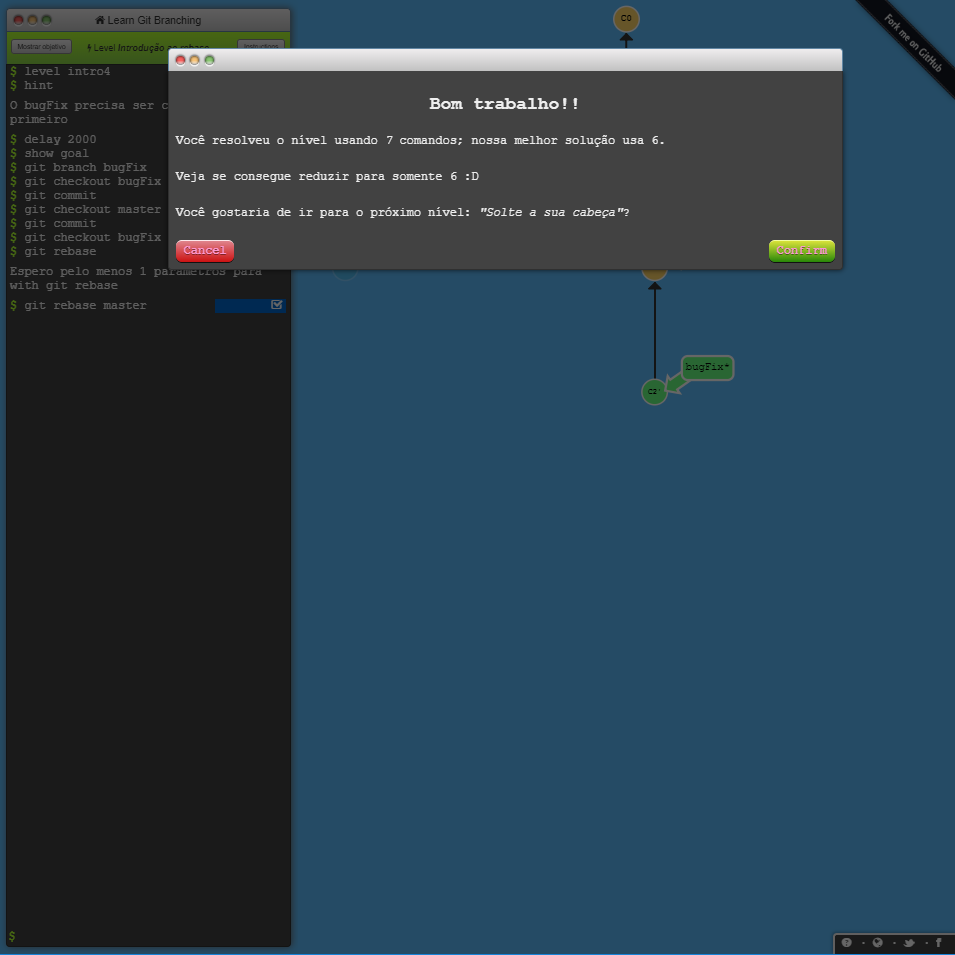 Learn Git Branching
Mostrar objetivo
Level Introdução ao rebase
Instructions
$ level intro4
$ hint
O bugFix precisa ser c
primeiro
$ delay 2000
$ show goal
$ git branch bugFix
$ git checkout bugFix
$ git commit
$ git checkout master
$ git commit
$ git checkout bugFix
$ git rebase
Espero pelo menos 1 parametros para
with git rebase
$ git rebase master
$
Bom trabalho!!
Você resolveu o nível usando 7 comandos; nossa melhor solução usa 6.
Veja se consegue reduzir para somente 6 :D
Você gostaria de ir para o próximo nível: "Solte a sua cabeça"?
Cancel
Confirm
C0
bugFix*
C2'
Fork me on GitHub